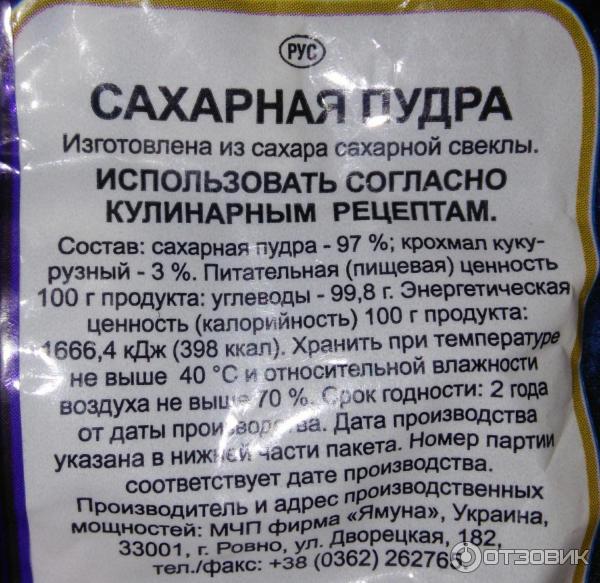 РУС
САХАРНАЯ ПУДРА
Изготовлена из сахара сахарной свеклы.
ИСПОЛЬЗОВАТЬ СОГЛАСНО
КУЛИНАРНЫМ РЕЦЕПТАМ.
Состав: сахарная пудра - 97 %; крохмал куку-
рузный - 3 %. Питательная (пищевая) ценность
100 г продукта: углеводы - 99,8 г. Энергетическая
ценность (калорийность) 100 г продукта:
1666,4 кДж (398 ккал). Хранить при температуре
не выше 40 °С и относительной влажности
воздуха не выше 70 %. Срок годности: 2 года
от даты производства. Дата производства
указана в нижней части пакета. Номер партии
соответствует дате производства.
Производитель и адрес производственных
мощностей: МЧП фирма «Ямуна», Украина,
33001, г. Ровно, ул. Дворецкая, 182,
тел./факс: +38 (0362) 262765
ОТЗОВИК